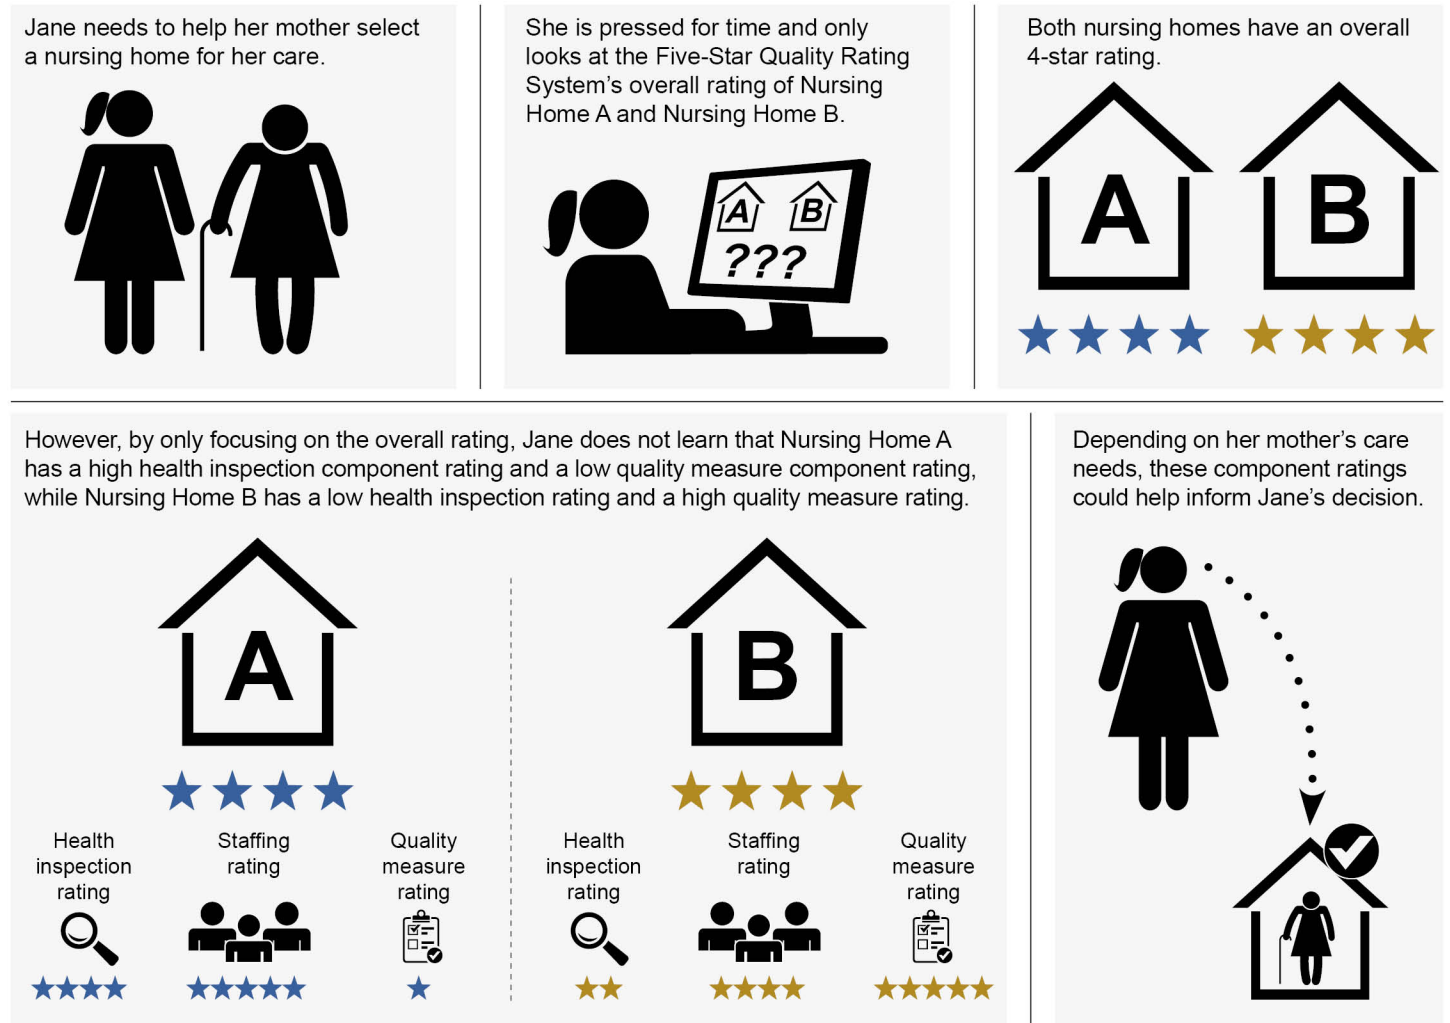 Jane needs to help her mother select
a nursing home for her care.
She is pressed for time and only
looks at the Five-Star Quality Rating
System’s overall rating of Nursing
Home A and Nursing Home B.
A B
???
Both nursing homes have an overall
4-star rating.
A B
However, by only focusing on the overall rating, Jane does not learn that Nursing Home A
has a high health inspection component rating and a low quality measure component rating,
while Nursing Home B has a low health inspection rating and a high quality measure rating.
A
Health
inspection
rating
Staffing
rating
Quality
measure
rating
B
Health
inspection
rating
Staffing
rating
Quality
measure
rating
Depending on her mother’s care
needs, these component ratings
could help inform Jane’s decision.